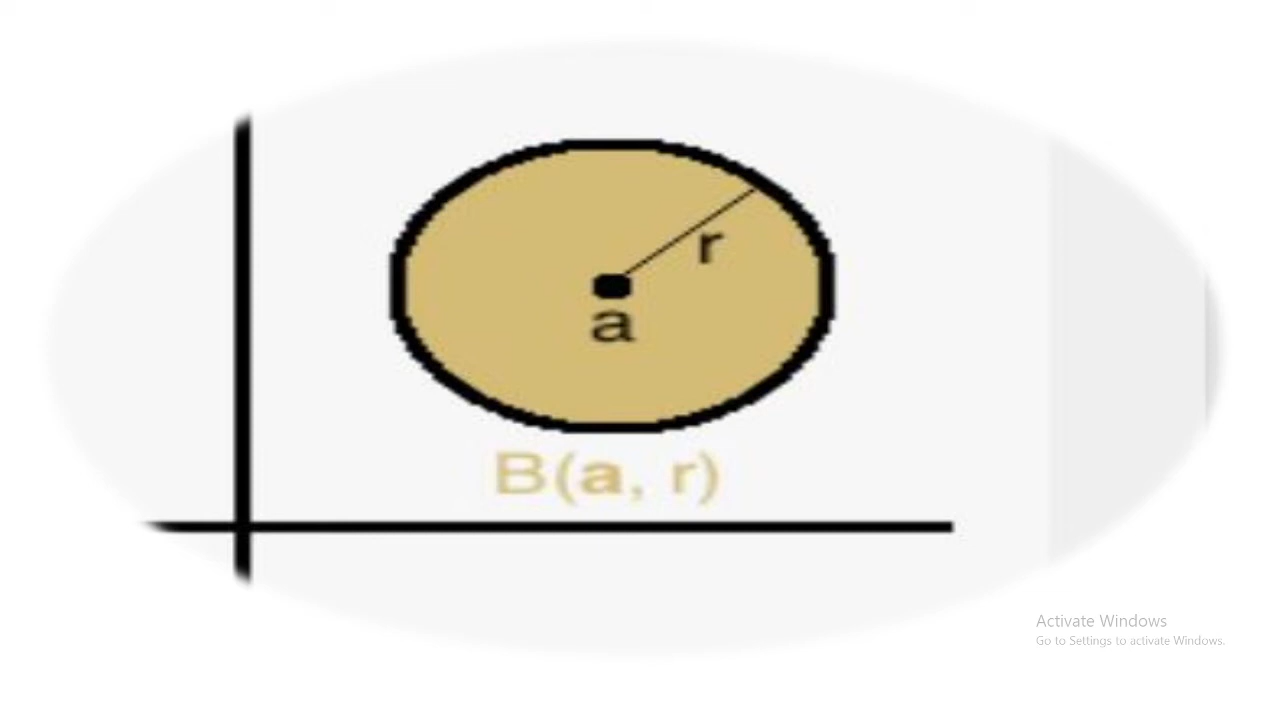 r
a
B(a, r)
Activate Windows
Go to Settings to activate Windows.